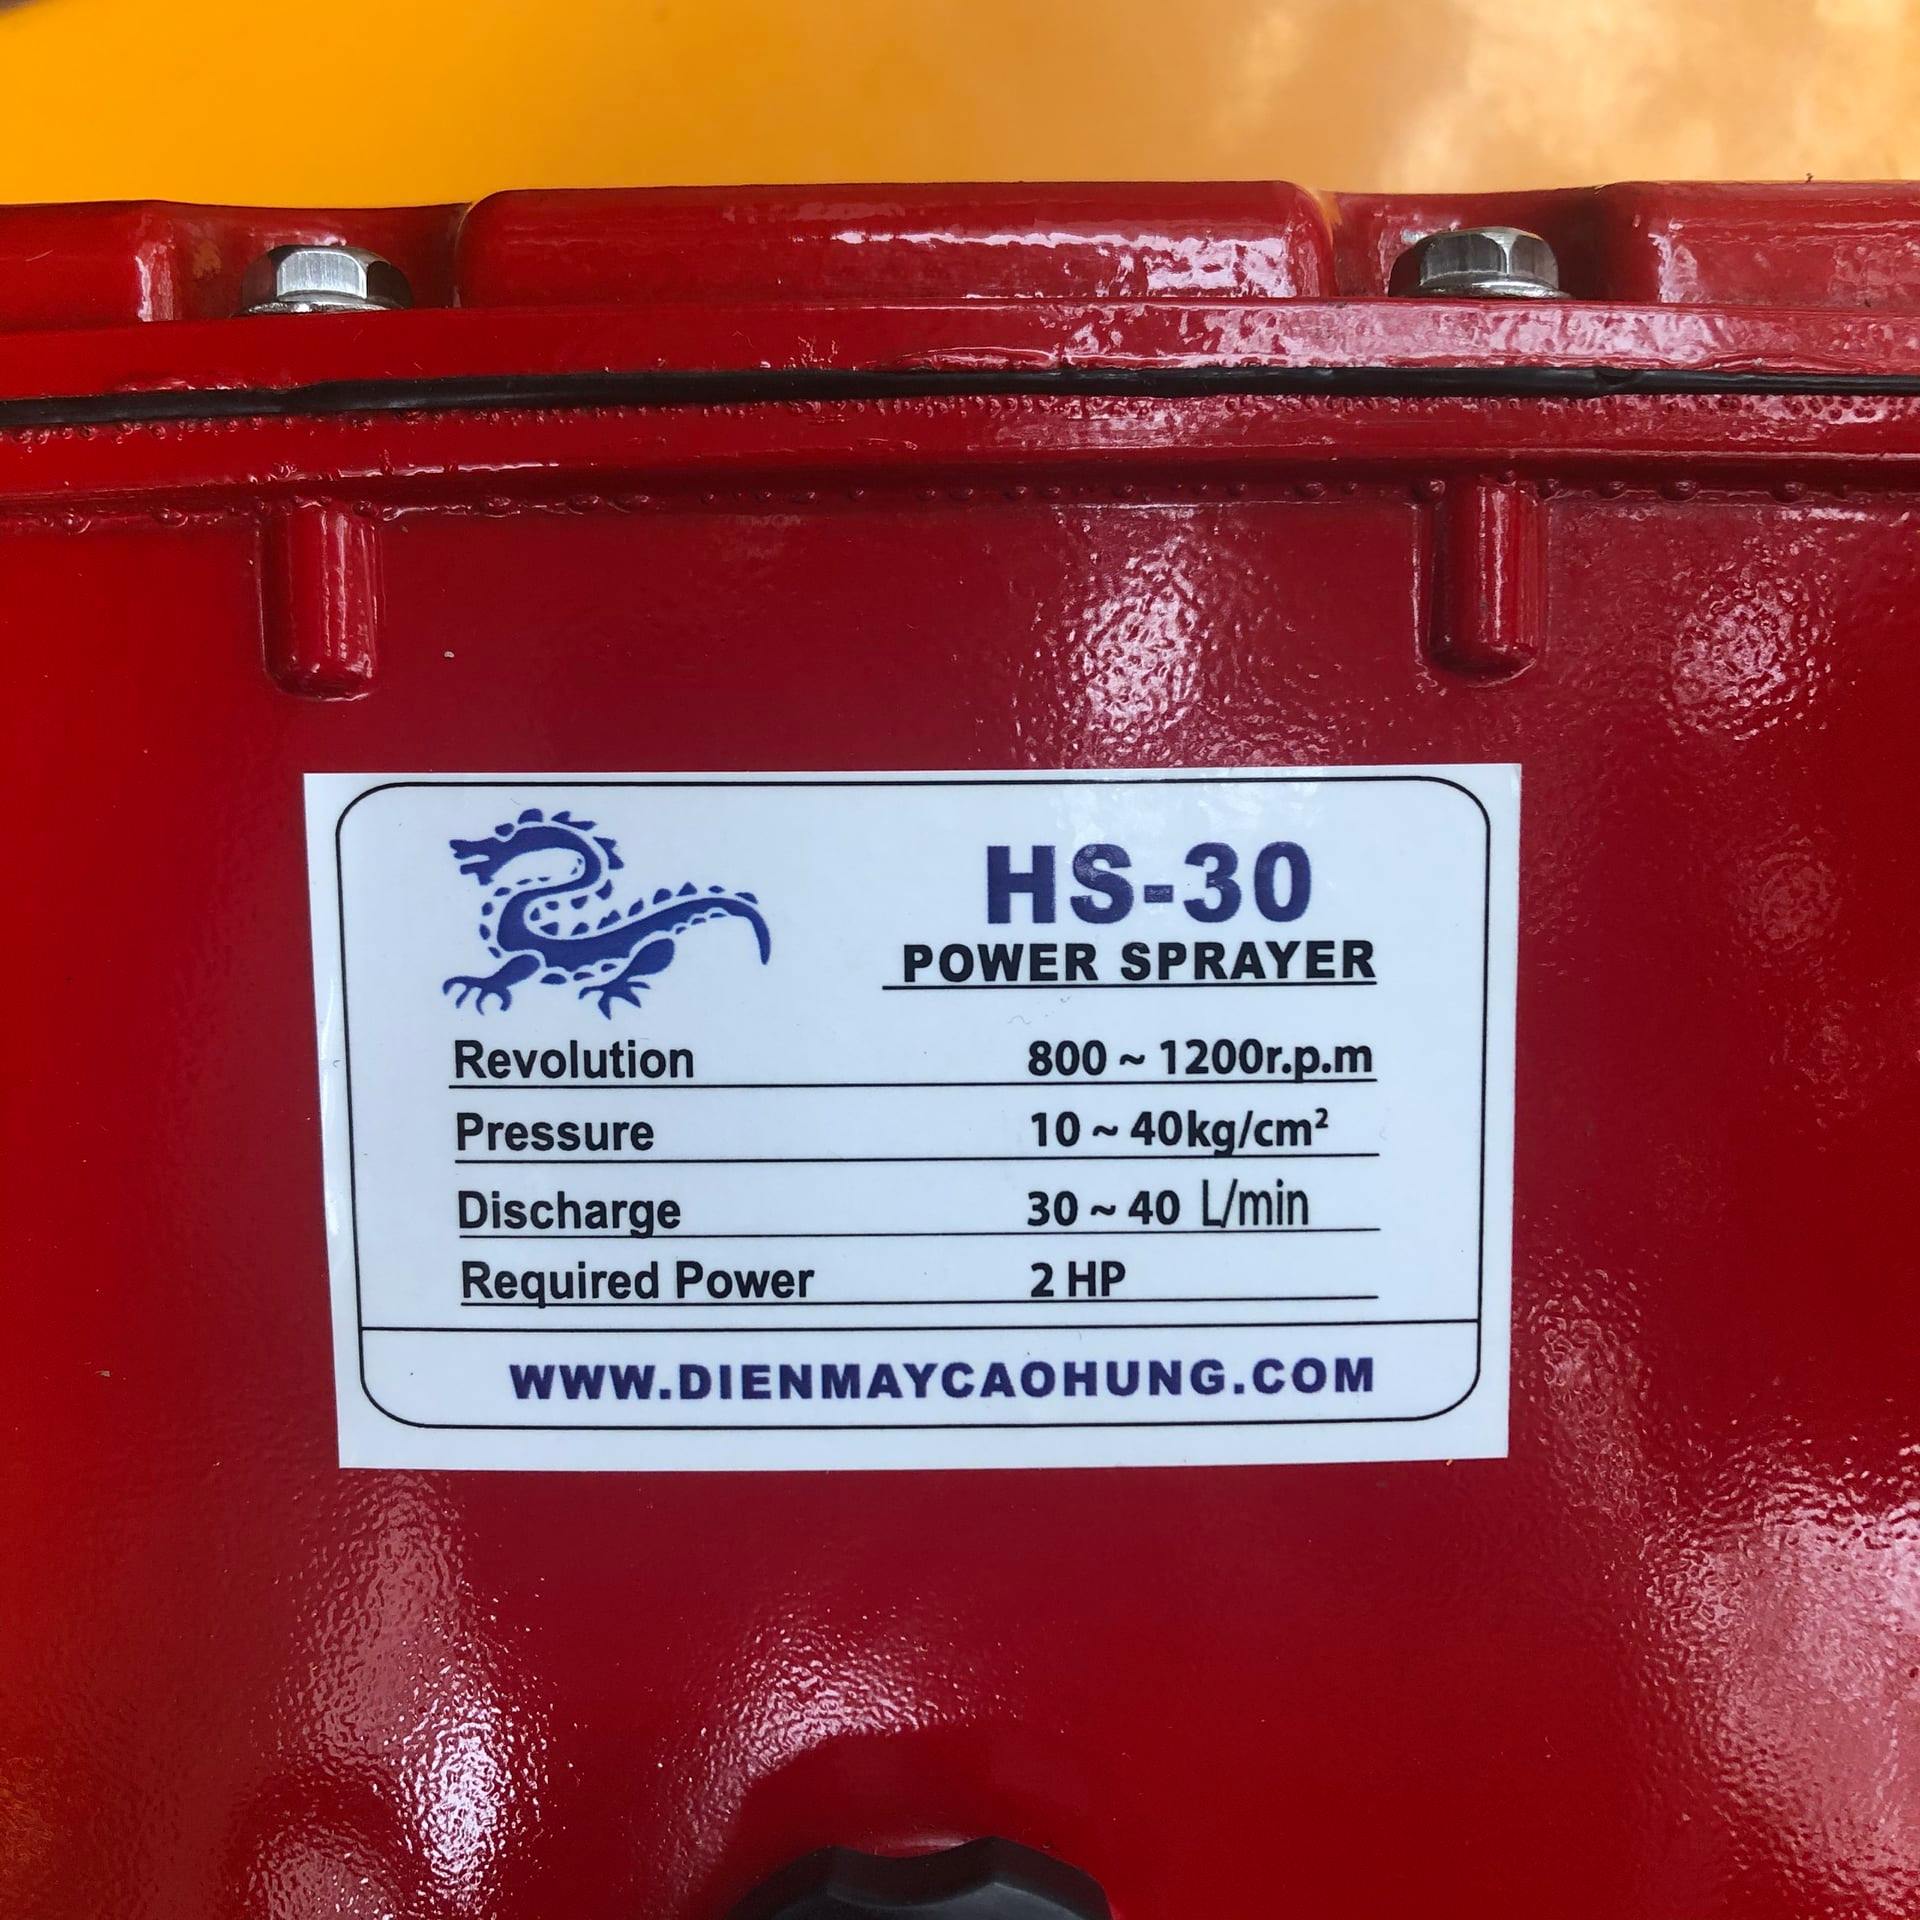 HS-30
POWER SPRAYER
Revolution 800 ~ 1200r.p.m
Pressure 10 ~ 40kg/cm²
Discharge 30 ~ 40 L/min
Required Power 2 HP
WWW.DIENMAYCAOHUNG.COM